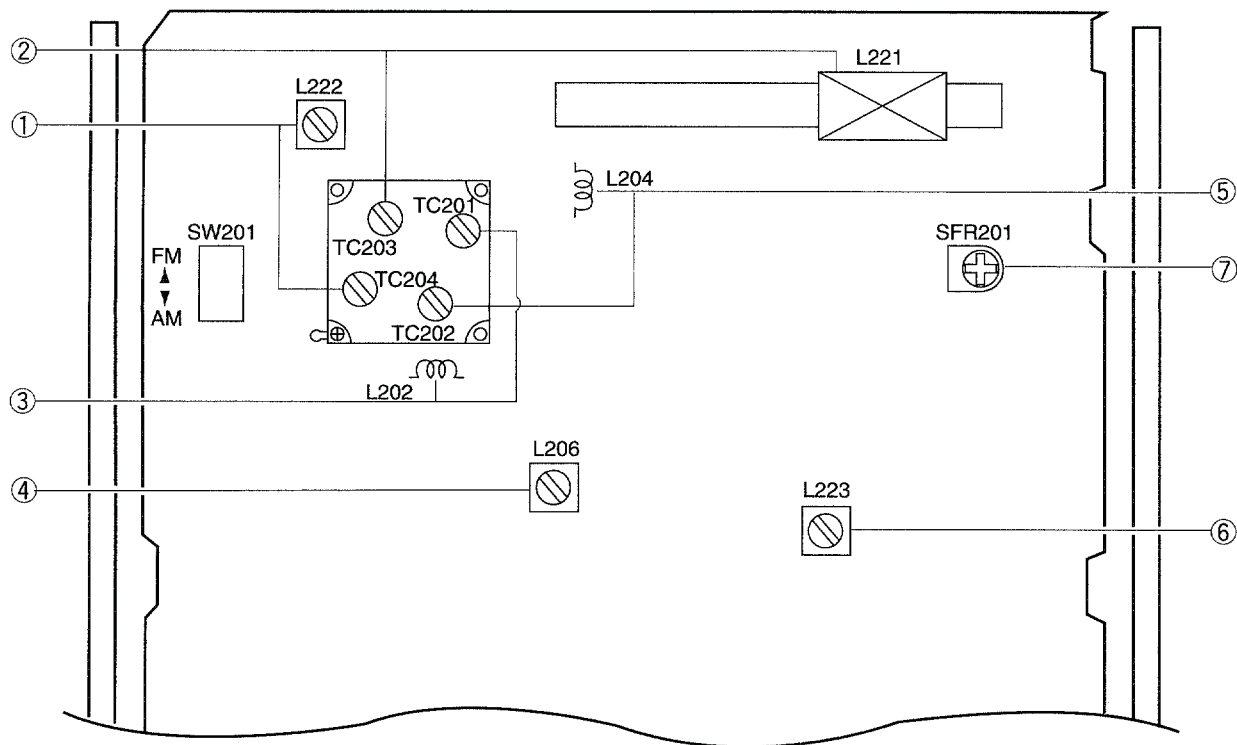 ②
L221
L222
①
L204
⑤
TC201
SW201
TC203
SFR201
FM
⑦
TC204
AM
TC202
L202
③
L206
④
L223
⑥